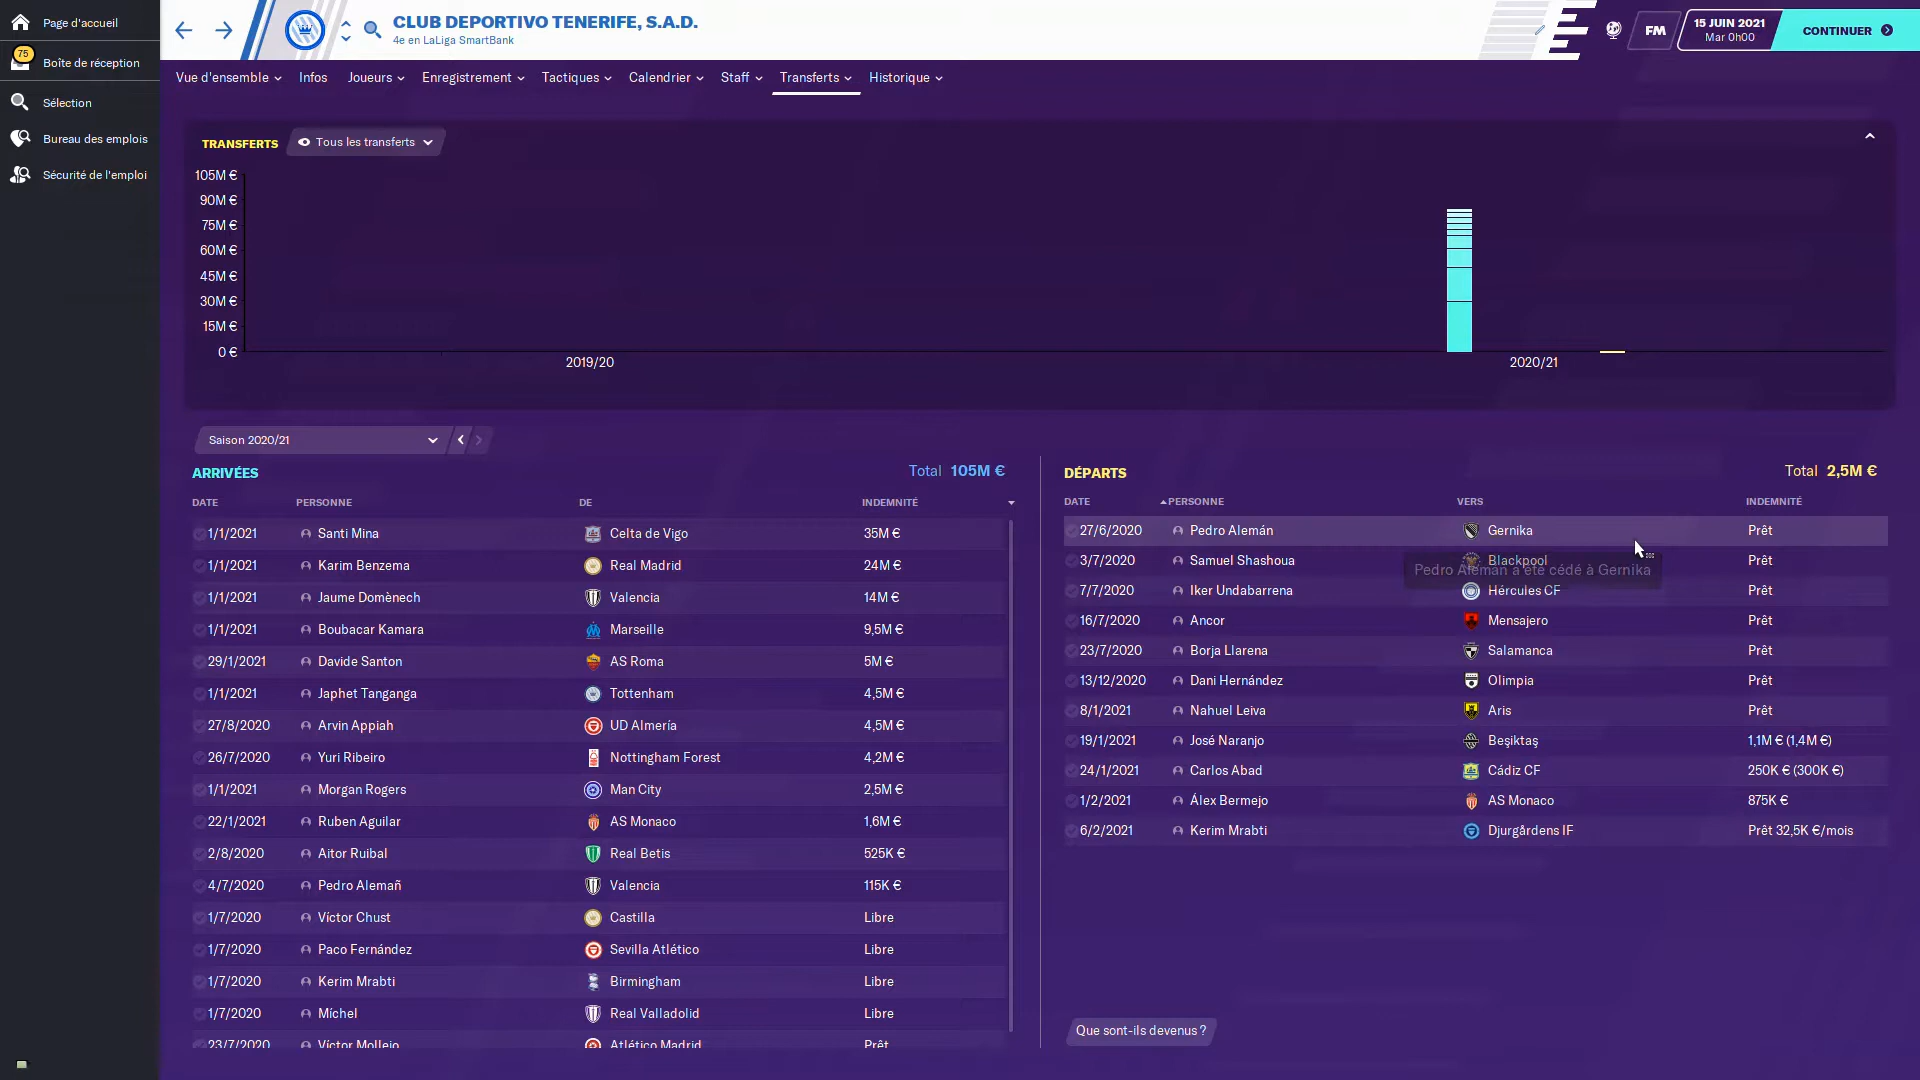 Page d'accueil
75
Boîte de réception
Sélection
Bureau des emplois
Sécurité de l'emploi
CLUB DEPORTIVO TENERIFE, S.A.D.
4e en LaLiga SmartBank
FM
15 JUIN 2021
Mar 0h00
CONTINUER
Vue d'ensemble Infos Joueurs Enregistrement Tactiques Calendrier Staff Transferts Historique
TRANSFERTS Tous les transferts
105M €
90M €
75M €
60M €
45M €
30M €
15M €
0 €
2019/20 2020/21
Saison 2020/21
ARRIVÉES Total 105M €
DATE PERSONNE DE INDEMNITÉ
1/1/2021 Santi Mina Celta de Vigo 35M €
1/1/2021 Karim Benzema Real Madrid 24M €
1/1/2021 Jaume Domènech Valencia 14M €
1/1/2021 Boubacar Kamara Marseille 9,5M €
29/1/2021 Davide Santon AS Roma 5M €
1/1/2021 Japhet Tanganga Tottenham 4,5M €
27/8/2020 Arvin Appiah UD Almería 4,5M €
26/7/2020 Yuri Ribeiro Nottingham Forest 4,2M €
1/1/2021 Morgan Rogers Man City 2,5M €
22/1/2021 Ruben Aguilar AS Monaco 1,6M €
2/8/2020 Aitor Ruibal Real Betis 525K €
4/7/2020 Pedro Alemañ Valencia 115K €
1/7/2020 Víctor Chust Castilla Libre
1/7/2020 Paco Fernández Sevilla Atlético Libre
1/7/2020 Kerim Mrabti Birmingham Libre
1/7/2020 Míchel Real Valladolid Libre
23/7/2020 Víctor Mollejo Atlético Madrid Prêt
DÉPARTS Total 2,5M €
DATE PERSONNE VERS INDEMNITÉ
27/6/2020 Pedro Alemán Gernika Prêt
3/7/2020 Samuel Shashoua Blackpool Prêt
Pedro Alemán a été cédé à Gernika
7/7/2020 Iker Undabarrena Hércules CF Prêt
16/7/2020 Ancor Mensajero Prêt
23/7/2020 Borja Llarena Salamanca Prêt
13/12/2020 Dani Hernández Olimpia Prêt
8/1/2021 Nahuel Leiva Aris Prêt
19/1/2021 José Naranjo Beşiktaş 1,1M € (1,4M €)
24/1/2021 Carlos Abad Cádiz CF 250K € (300K €)
1/2/2021 Álex Bermejo AS Monaco 875K €
6/2/2021 Kerim Mrabti Djurgårdens IF Prêt 32,5K €/mois
Que sont-ils devenus ?